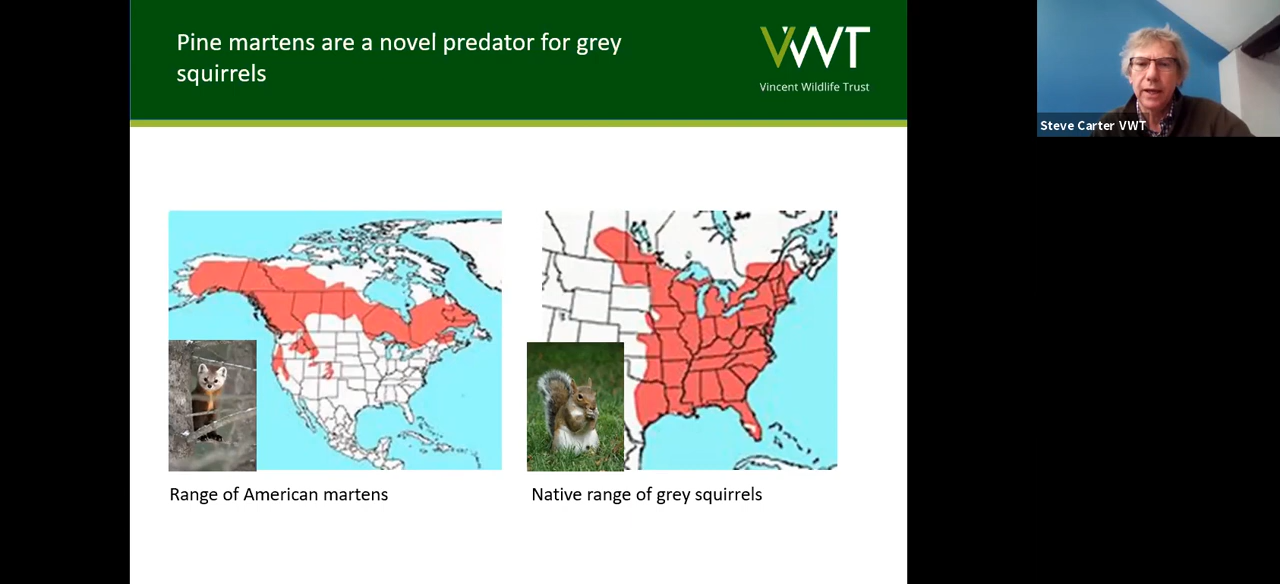 Pine martens are a novel predator for grey
squirrels
VWT
Vincent Wildlife Trust
Steve Carter VWT
Range of American martens
Native range of grey squirrels